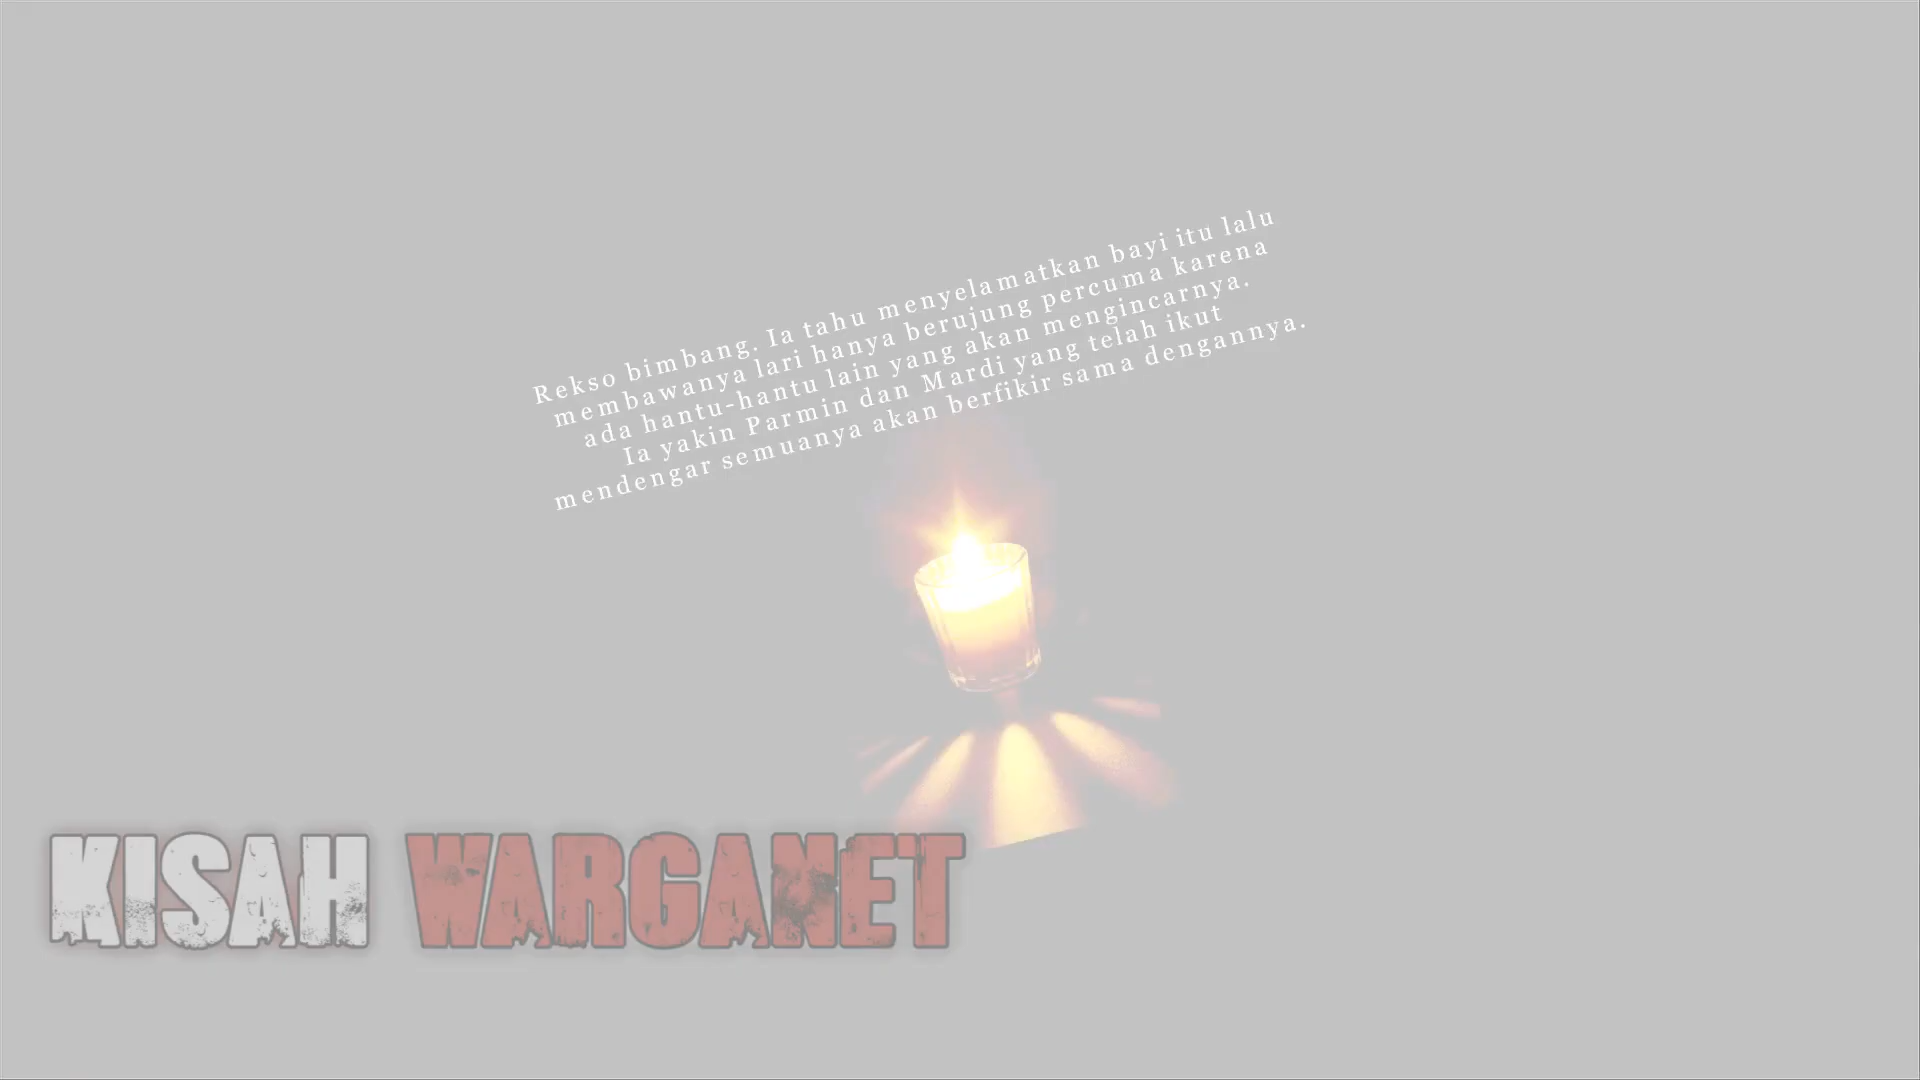 Rekso bimbang. Ia tahu menyelamatkan bayi itu lalu
membawanya lari hanya berujung percuma karena
ada hantu-hantu lain yang akan mengincarnya.
Ia yakin Parmin dan Mardi yang telah ikut
mendengar semuanya akan berfikir sama dengannya.
KISAH WARGANET